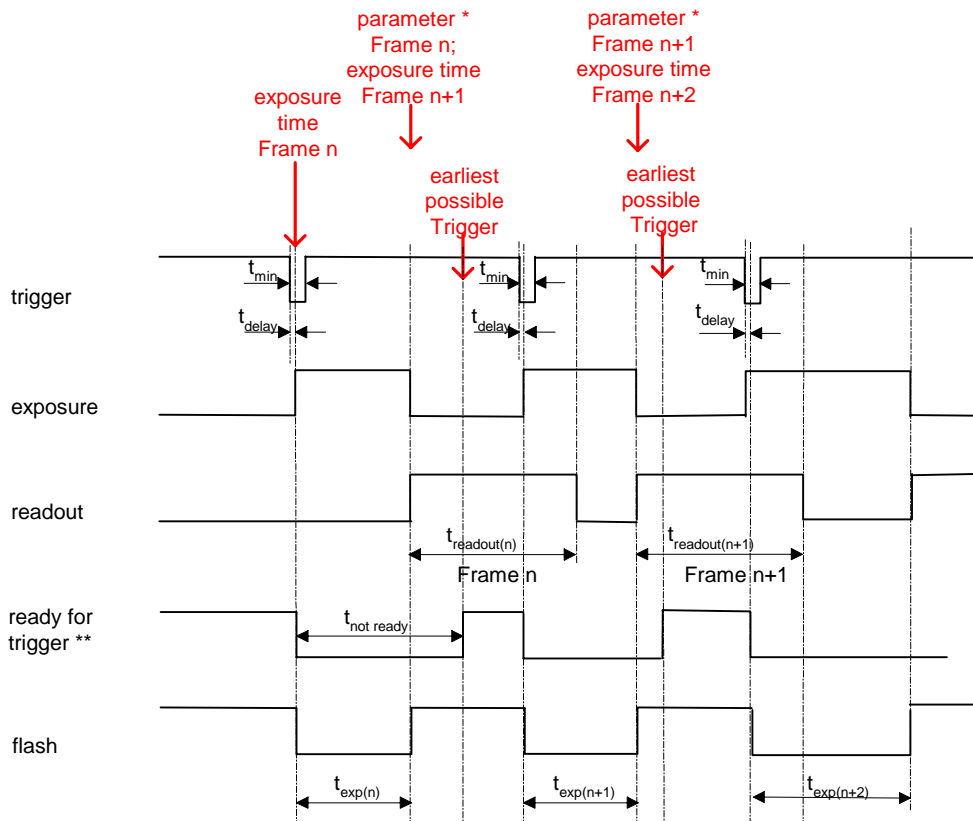 parameter *
Frame n;
exposure time
Frame n+1
parameter *
Frame n+1
exposure time
Frame n+2
exposure
time
Frame n
earliest
possible
Trigger
earliest
possible
Trigger
trigger
tmin
tmin
tmin
tdelay
tdelay
tdelay
exposure
readout
treadout(n)
Frame n
treadout(n+1)
Frame n+1
ready for
trigger **
tnot ready
flash
texp(n)
texp(n+1)
texp(n+2)